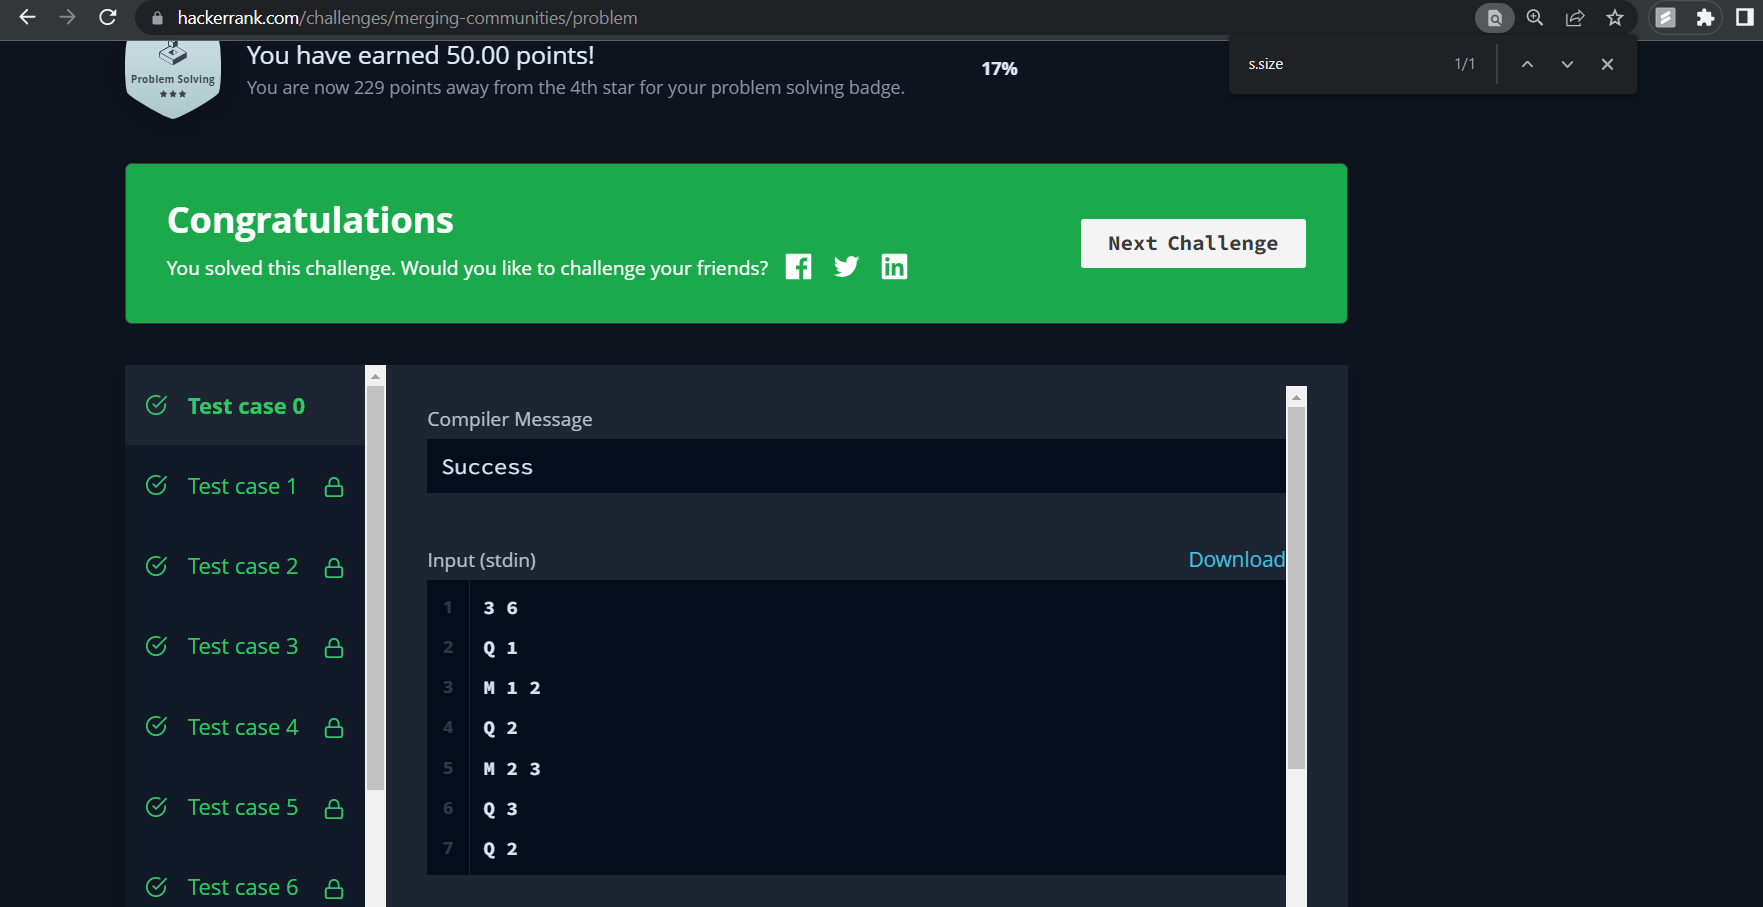 hackerrank.com/challenges/merging-communities/problem
s.size 1/1
Problem Solving
You have earned 50.00 points!
You are now 229 points away from the 4th star for your problem solving badge.
17%
Congratulations
You solved this challenge. Would you like to challenge your friends?
Next Challenge
Test case 0
Test case 1
Test case 2
Test case 3
Test case 4
Test case 5
Test case 6
Compiler Message
Success
Input (stdin)
Download
1 3 6
2 Q 1
3 M 1 2
4 Q 2
5 M 2 3
6 Q 3
7 Q 2